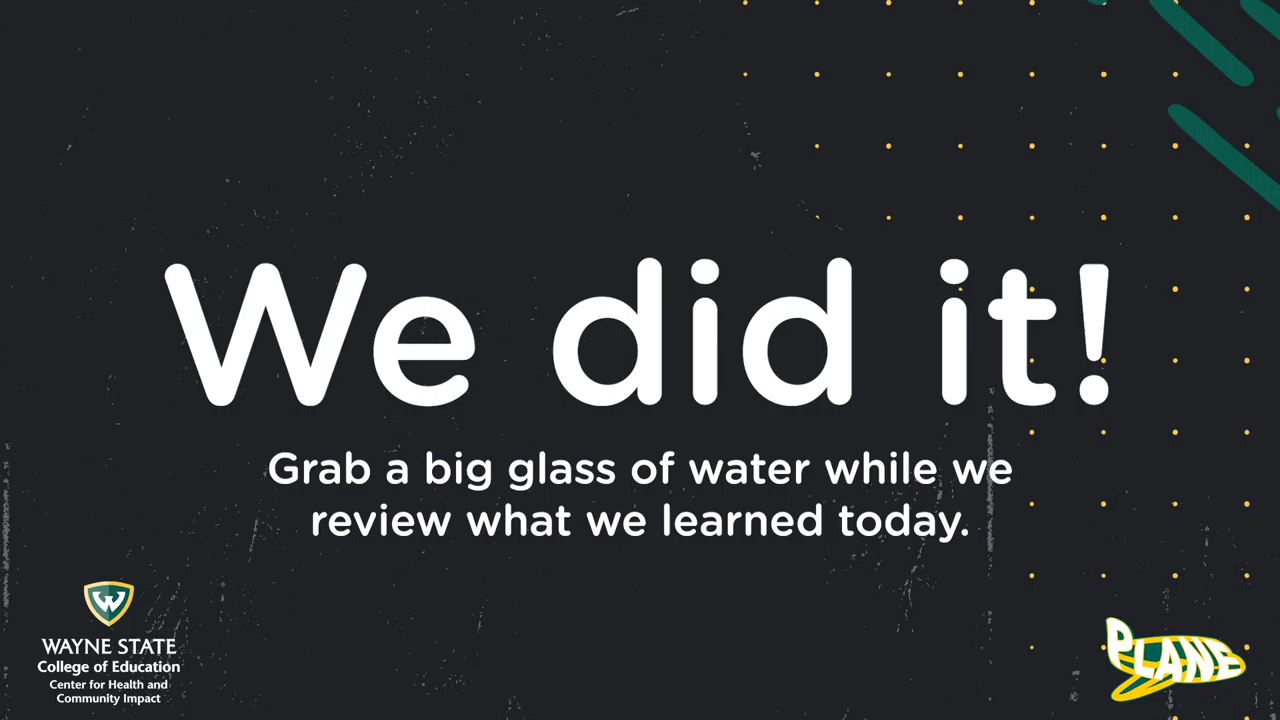 We did it!
Grab a big glass of water while we
review what we learned today.
WAYNE STATE
College of Education
Center for Health and
Community Impact
PLANE